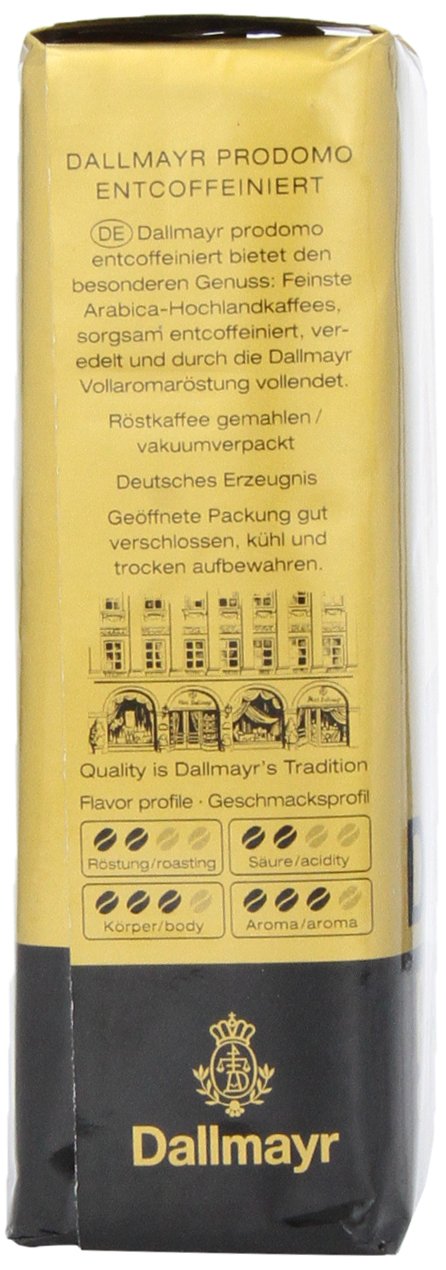 DALLMAYR PRODOMO
ENTCOFFEINIERT
DE Dallmayr prodomo
entcoffeiniert bietet den
besonderen Genuss: Feinste
Arabica-Hochlandkaffees,
sorgsam entcoffeiniert, ver-
edelt und durch die Dallmayr
Vollaromaröstung vollendet.
Röstkaffee gemahlen /
vakuumverpackt
Deutsches Erzeugnis
Geöffnete Packung gut
verschlossen, kühl und
trocken aufbewahren.
Quality is Dallmayr's Tradition
Flavor profile · Geschmacksprofil
Röstung/roasting
Säure/acidity
Körper/body
Aroma/aroma
Dallmayr